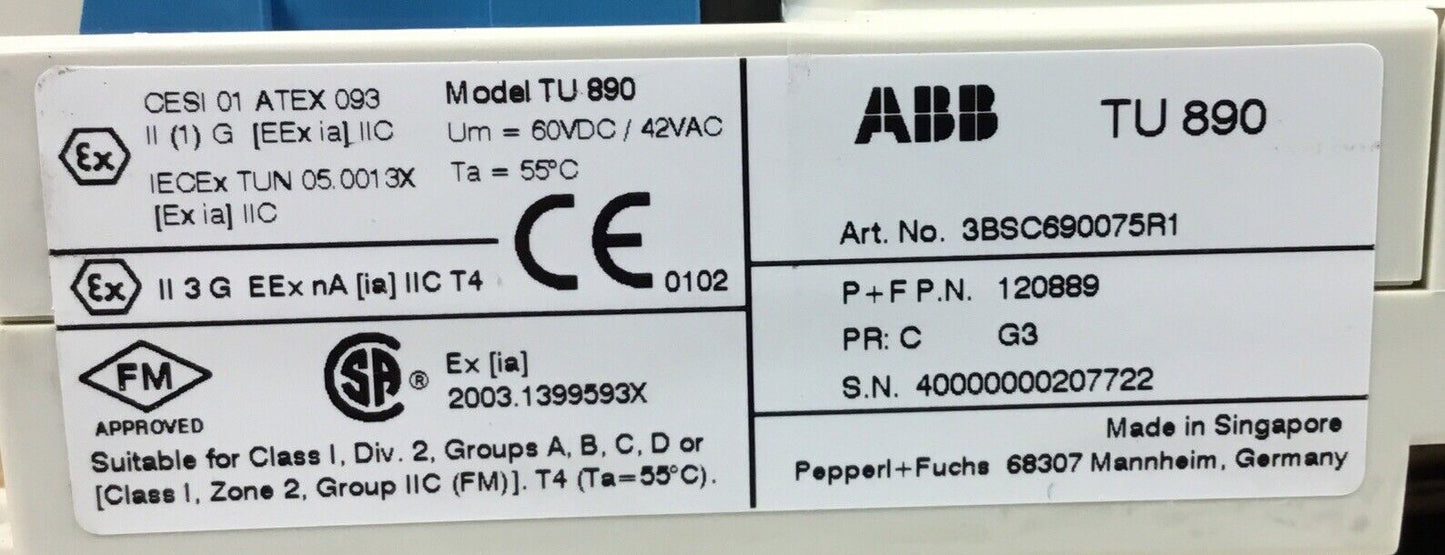 CESI 01 ATEX 093
II (1) G [EEx ia] IIC
IECEx TUN 05.0013X
[Ex ia] IIC
Ex
Model TU 890
Um = 60VDC / 42VAC
Ta = 55°C
CE 0102
Ex II 3 G EEx nA [ia] IIC T4
FM
APPROVED
SA ®
Ex [ia]
2003.1399593X
Suitable for Class I, Div. 2, Groups A, B, C, D or
[Class I, Zone 2, Group IIC (FM)]. T4 (Ta=55°C).
ABB TU 890
Art. No. 3BSC690075R1
P+F P.N. 120889
PR: C G3
S.N. 40000000207722
Made in Singapore
Pepperl+Fuchs 68307 Mannheim, Germany